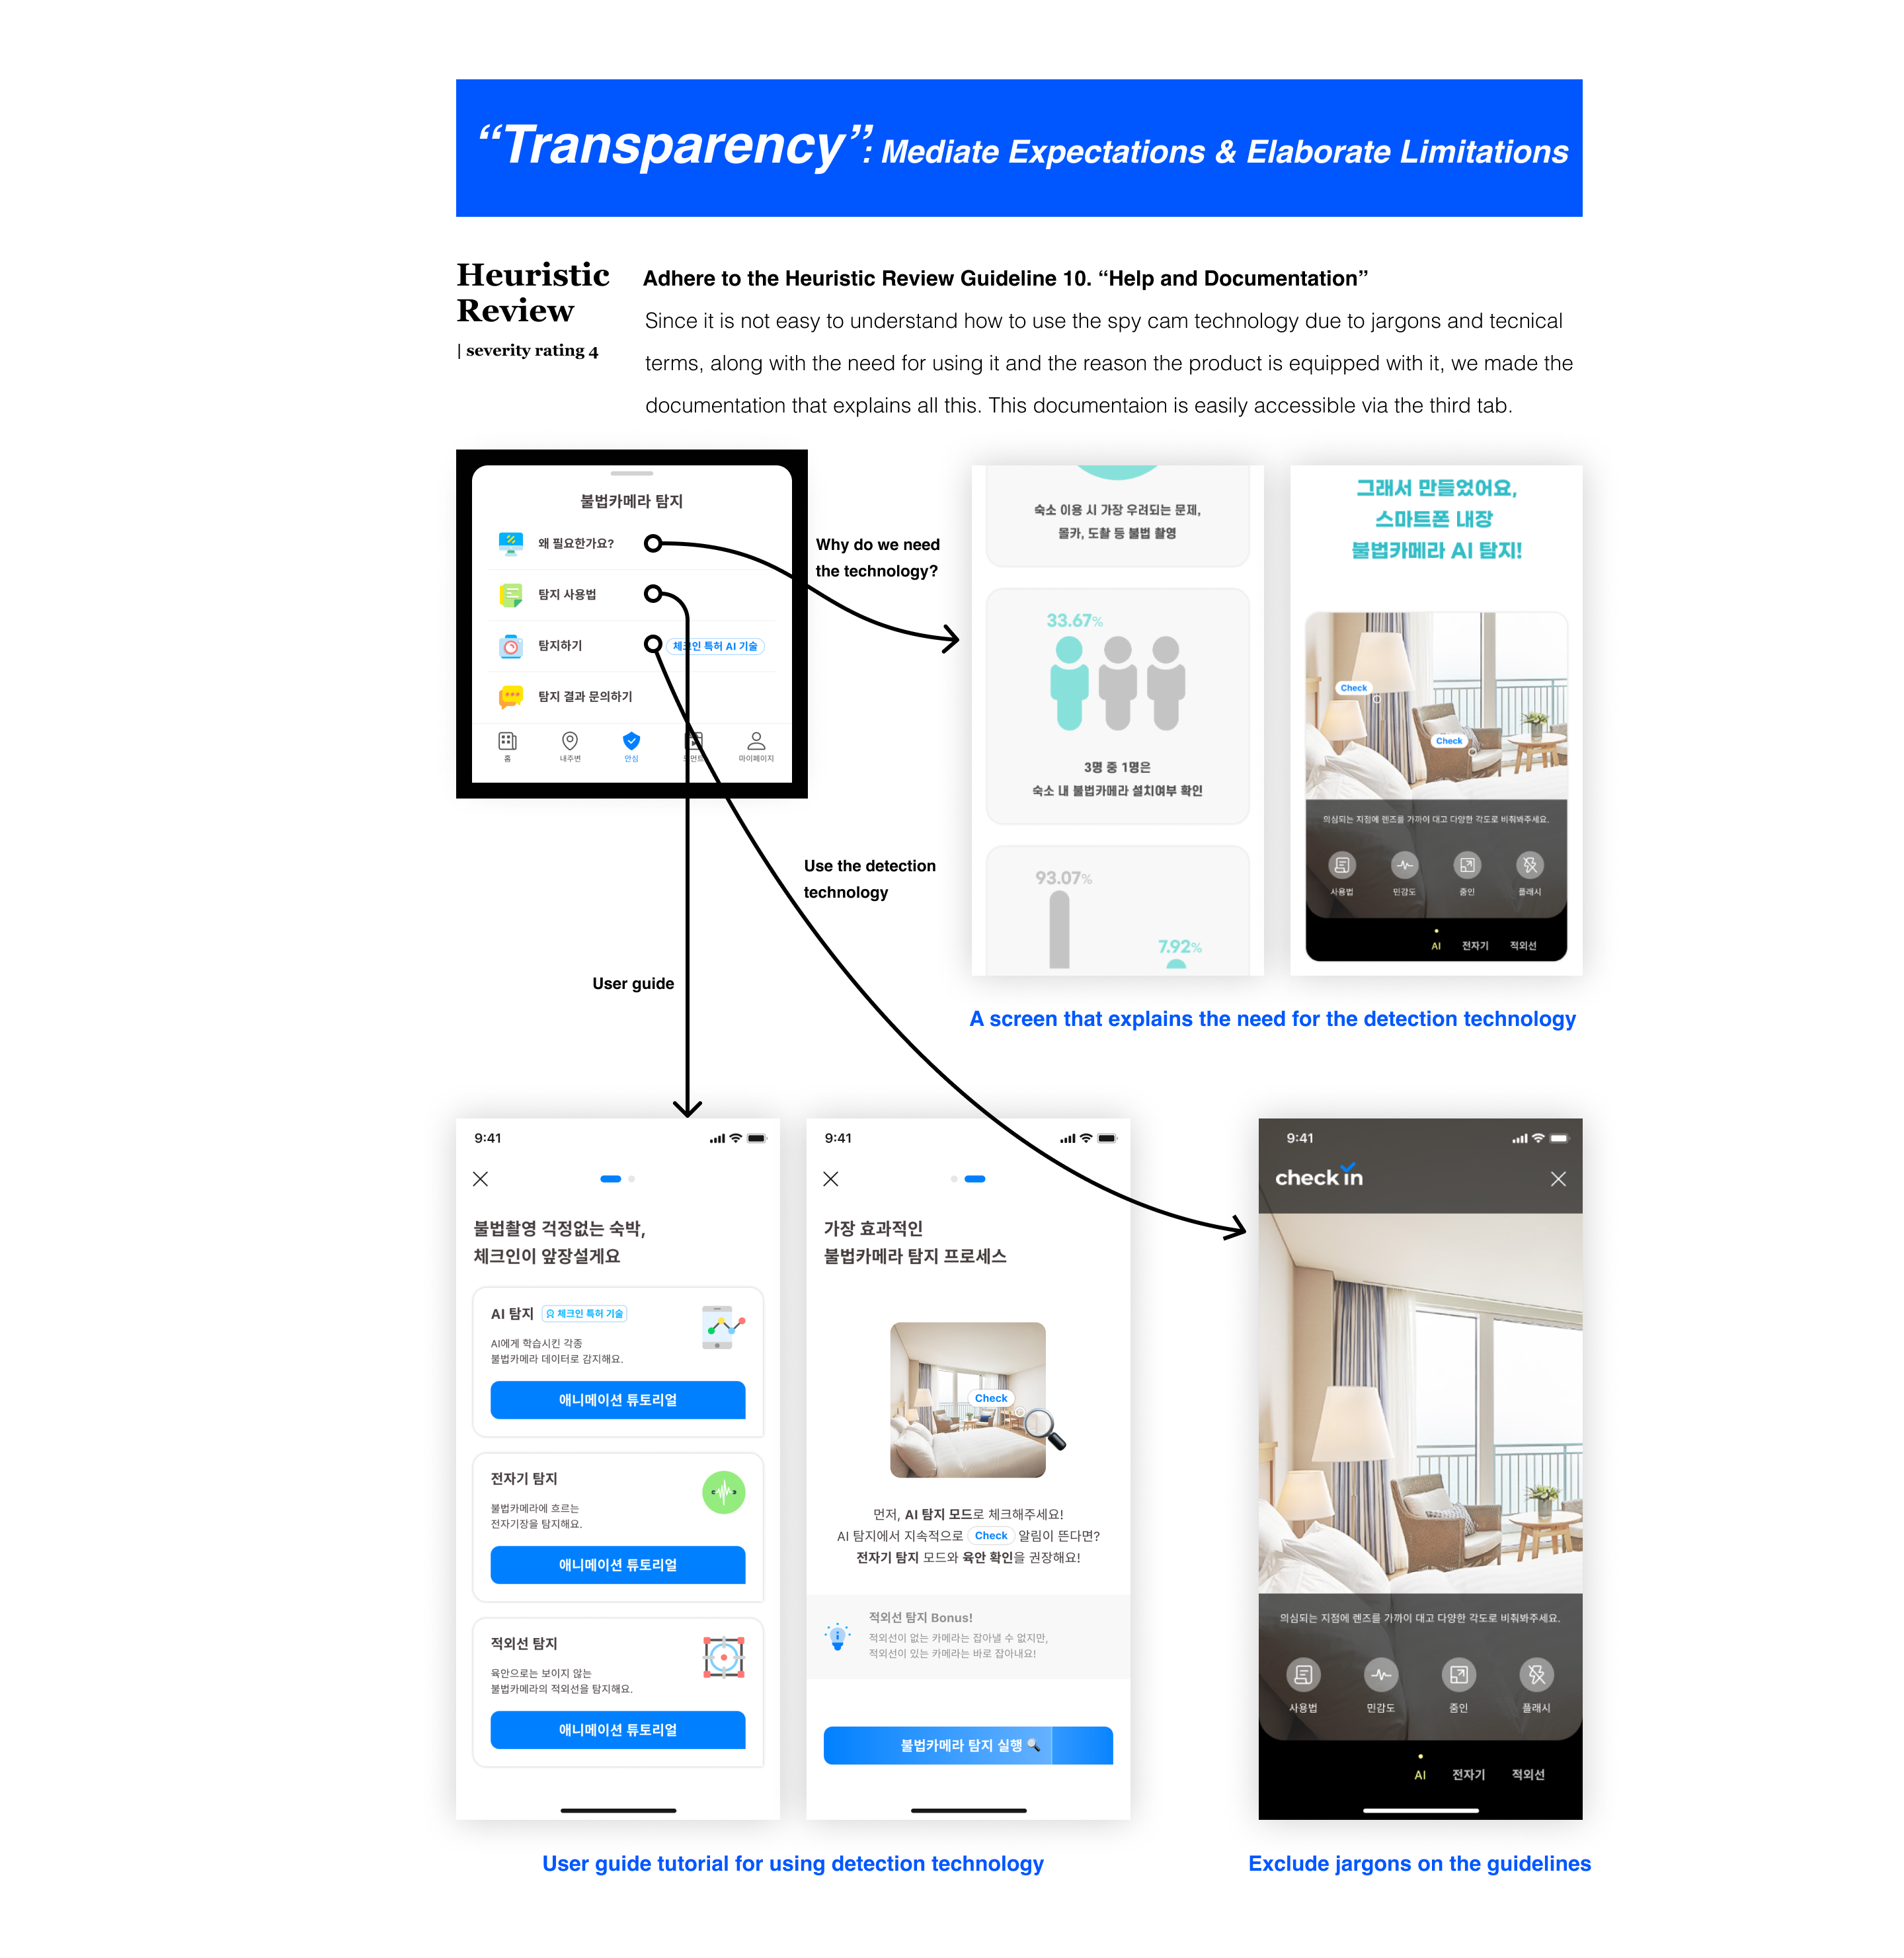 “Transparency”: Mediate Expectations & Elaborate Limitations
Heuristic
Review
| severity rating 4
Adhere to the Heuristic Review Guideline 10. “Help and Documentation”
Since it is not easy to understand how to use the spy cam technology due to jargons and tecnical
terms, along with the need for using it and the reason the product is equipped with it, we made the
documentation that explains all this. This documentaion is easily accessible via the third tab.
불법카메라 탐지
왜 필요한가요?
탐지 사용법
탐지하기
체크인 특허 AI 기술
탐지 결과 문의하기
홈
내주변
안심
마이페이지
Why do we need
the technology?
Use the detection
technology
User guide
숙소 이용 시 가장 우려되는 문제,
몰카, 도촬 등 불법 촬영
33.67%
3명 중 1명은
숙소 내 불법카메라 설치여부 확인
93.07%
7.92%
그래서 만들었어요,
스마트폰 내장
불법카메라 AI 탐지!
Check
Check
의심되는 지점에 렌즈를 가까이 대고 다양한 각도로 비춰봐주세요.
사용법
민감도
줌인
플래시
AI
전자기
적외선
A screen that explains the need for the detection technology
9:41
불법촬영 걱정없는 숙박,
체크인이 앞장설게요
AI 탐지
체크인 특허 기술
AI에게 학습시킨 각종
불법카메라 데이터로 감지해요.
애니메이션 튜토리얼
전자기 탐지
불법카메라에 흐르는
전자기장을 탐지해요.
애니메이션 튜토리얼
적외선 탐지
육안으로는 보이지 않는
불법카메라의 적외선을 탐지해요.
애니메이션 튜토리얼
9:41
가장 효과적인
불법카메라 탐지 프로세스
Check
먼저, AI 탐지 모드로 체크해주세요!
AI 탐지에서 지속적으로 Check 알림이 뜬다면?
전자기 탐지 모드와 육안 확인을 권장해요!
적외선 탐지 Bonus!
적외선이 없는 카메라는 잡아낼 수 없지만,
적외선이 있는 카메라는 바로 잡아내요!
불법카메라 탐지 실행
User guide tutorial for using detection technology
9:41
check in
의심되는 지점에 렌즈를 가까이 대고 다양한 각도로 비춰봐주세요.
사용법
민감도
줌인
플래시
AI
전자기
적외선
Exclude jargons on the guidelines